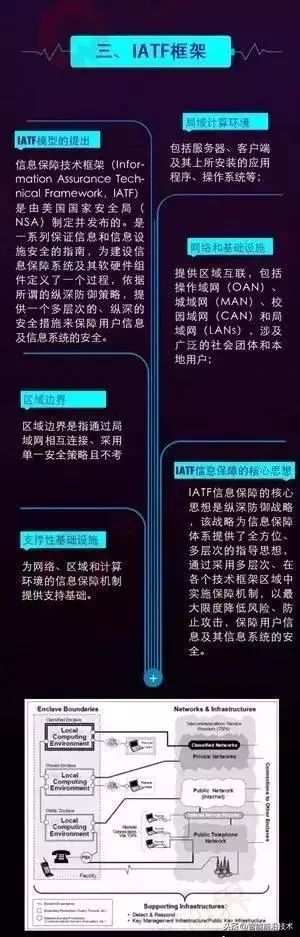 三、IATF框架
IATF模型的提出
信息保障技术框架（Infor-
mation Assurance Tech-
nical Framework，IATF）
是由美国国家安全局（
NSA）制定并发布的。是
一系列保证信息和信息设
施安全的指南，为建设信
息保障系统及其软硬件组
件定义了一个过程，依据
所谓的纵深防御策略，提
供一个多层次的、纵深的
安全措施来保障用户信息
及信息系统的安全。
局域计算环境
包括服务器、客户端
及其上所安装的应用
程序、操作系统等；
网络和基础设施
提供区域互联，包括
操作域网（OAN）、
城域网（MAN）、校
园域网（CAN）和局
域网（LANs），涉及
广泛的社会团体和本
地用户；
区域边界
区域边界是指通过局
域网相互连接、采用
单一安全策略且不考
IATF信息保障的核心思想
IATF信息保障的核心
思想是纵深防御战略
，该战略为信息保障
体系提供了全方位、
多层次的指导思想，
通过采用多层次、在
各个技术框架区域中
实施保障机制，以最
大限度降低风险、防
止攻击，保障用户信
息及其信息系统的安
全。
支撑性基础设施
为网络、区域和计算
环境的信息保障机制
提供支持基础。
Enclave Boundaries
Networks & Infrastructures
Classified Enclave
Local
Computing
Environment
Telecommunications Service
Providers (TSPs)
Classified Networks
Private Networks
Private Enclave
Local
Computing
Environment
Public Network
(Internet)
Public Enclave
Local
Computing
Environment
Remote
Connections
Via TSPs
Public Telephone
Network
Connections to Other Enclaves
PBX
Facility
Supporting Infrastructures:
• Detect & Respond
• Key Management Infrastructure/Public Key Infrastructure